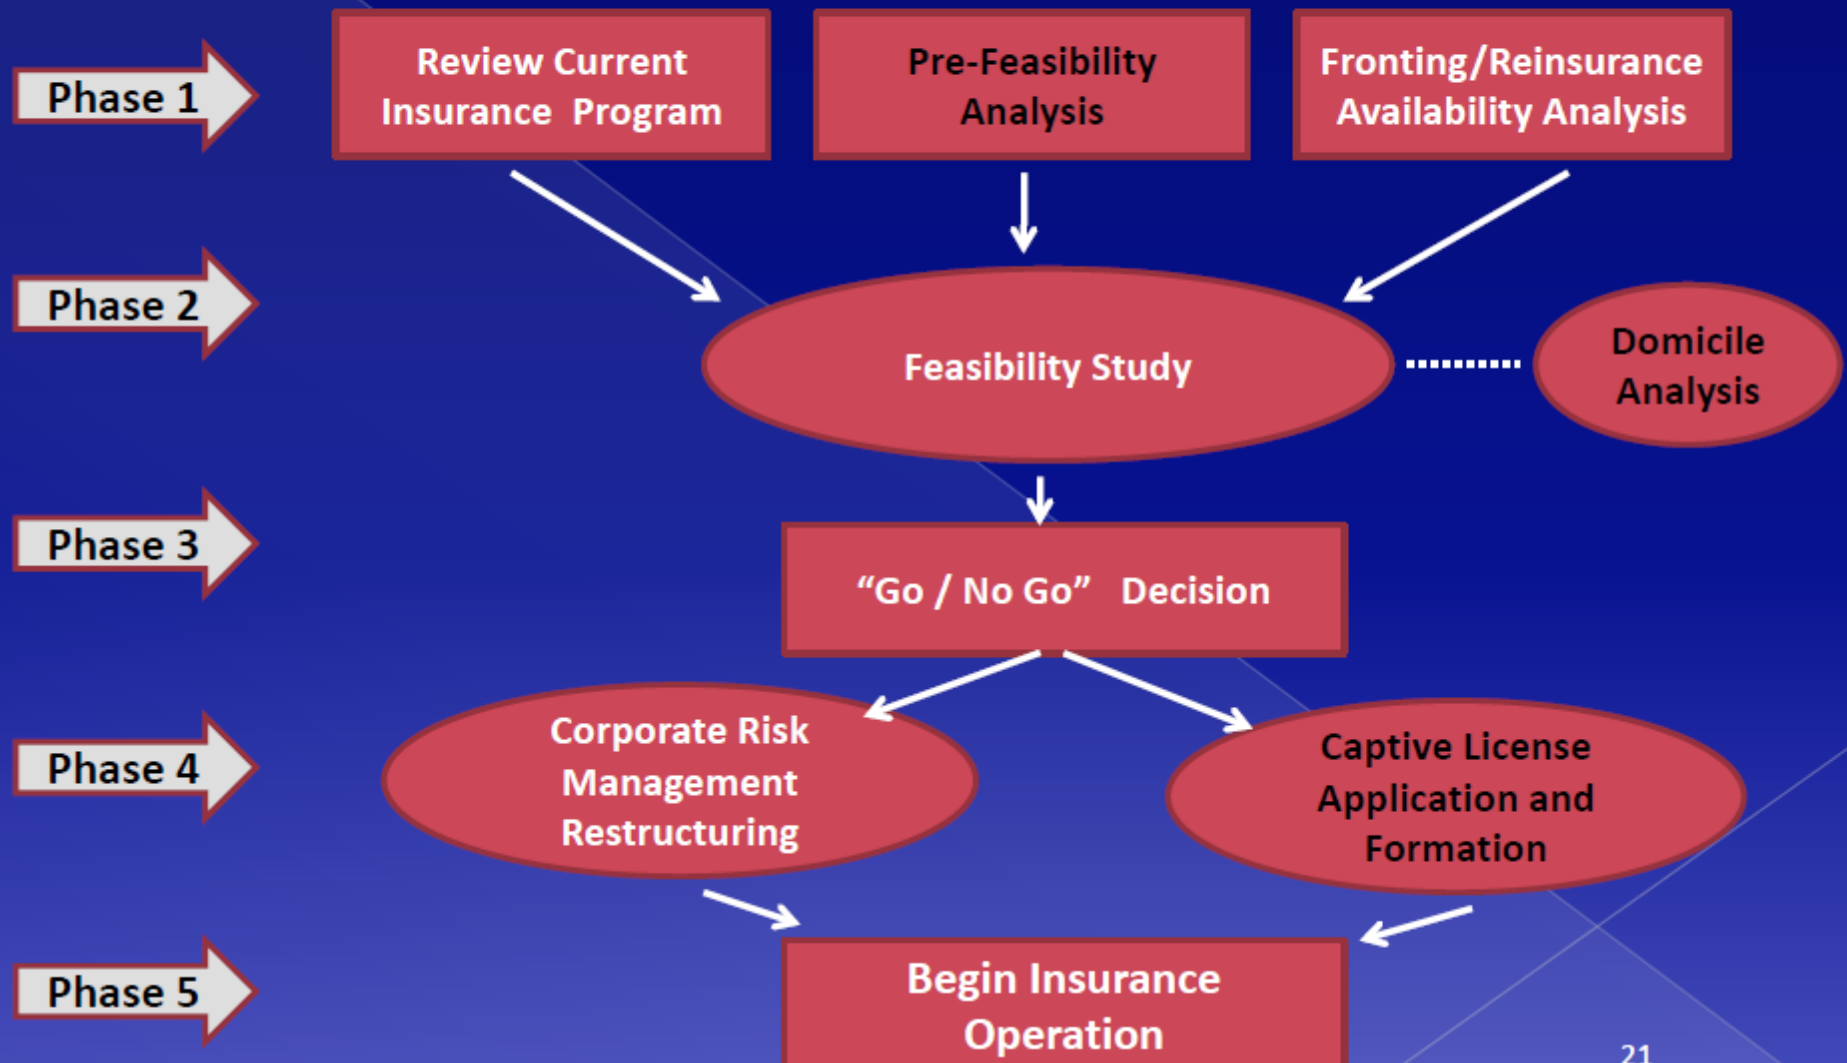 Phase 1
Review Current
Insurance Program
Pre-Feasibility
Analysis
Fronting/Reinsurance
Availability Analysis
Phase 2
Feasibility Study
Domicile
Analysis
Phase 3
“Go / No Go” Decision
Phase 4
Corporate Risk
Management
Restructuring
Captive License
Application and
Formation
Phase 5
Begin Insurance
Operation
21